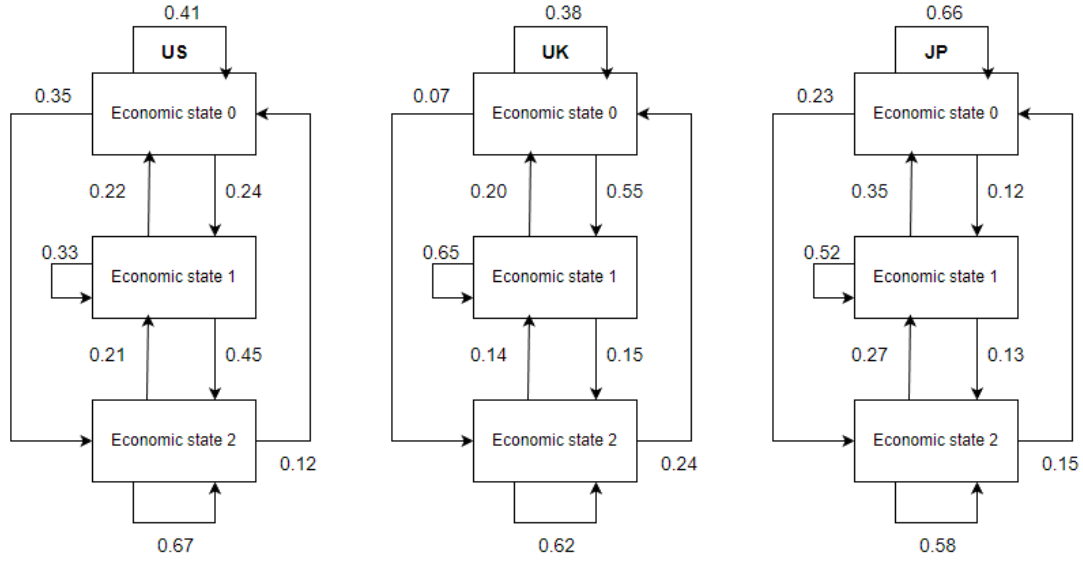 0.41
US
0.35
Economic state 0
0.22
0.24
0.33
Economic state 1
0.21
0.45
Economic state 2
0.12
0.67
0.38
UK
0.07
Economic state 0
0.20
0.55
0.65
Economic state 1
0.14
0.15
Economic state 2
0.24
0.62
0.66
JP
0.23
Economic state 0
0.35
0.12
0.52
Economic state 1
0.27
0.13
Economic state 2
0.15
0.58